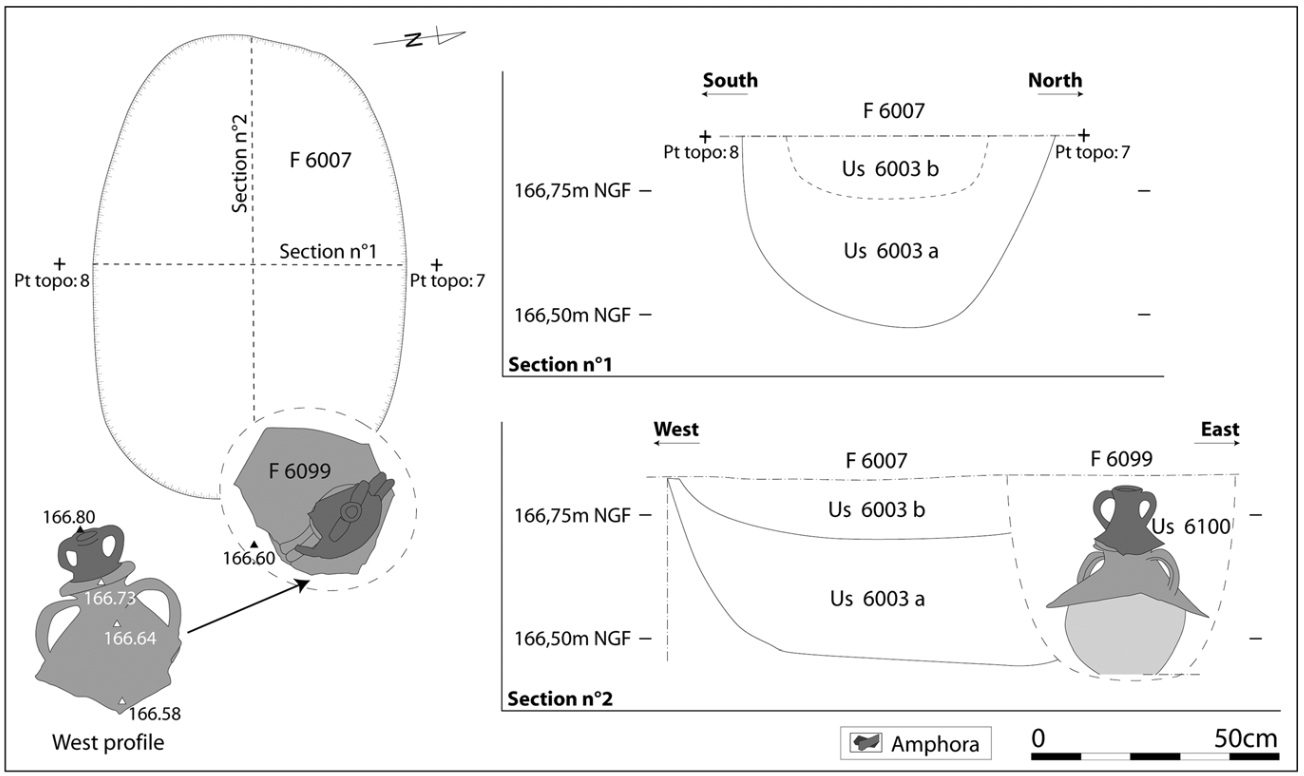 N
Section n°2
F 6007
Section n°1
Pt topo: 8
Pt topo: 7
F 6099
166.80
166.60
166.73
166.64
166.58
West profile
South
North
F 6007
Pt topo: 8
Pt topo: 7
Us 6003 b
166,75m NGF
Us 6003 a
166,50m NGF
Section n°1
West
East
F 6007
F 6099
Us 6003 b
166,75m NGF
Us 6100
Us 6003 a
166,50m NGF
Section n°2
Amphora
0
50cm